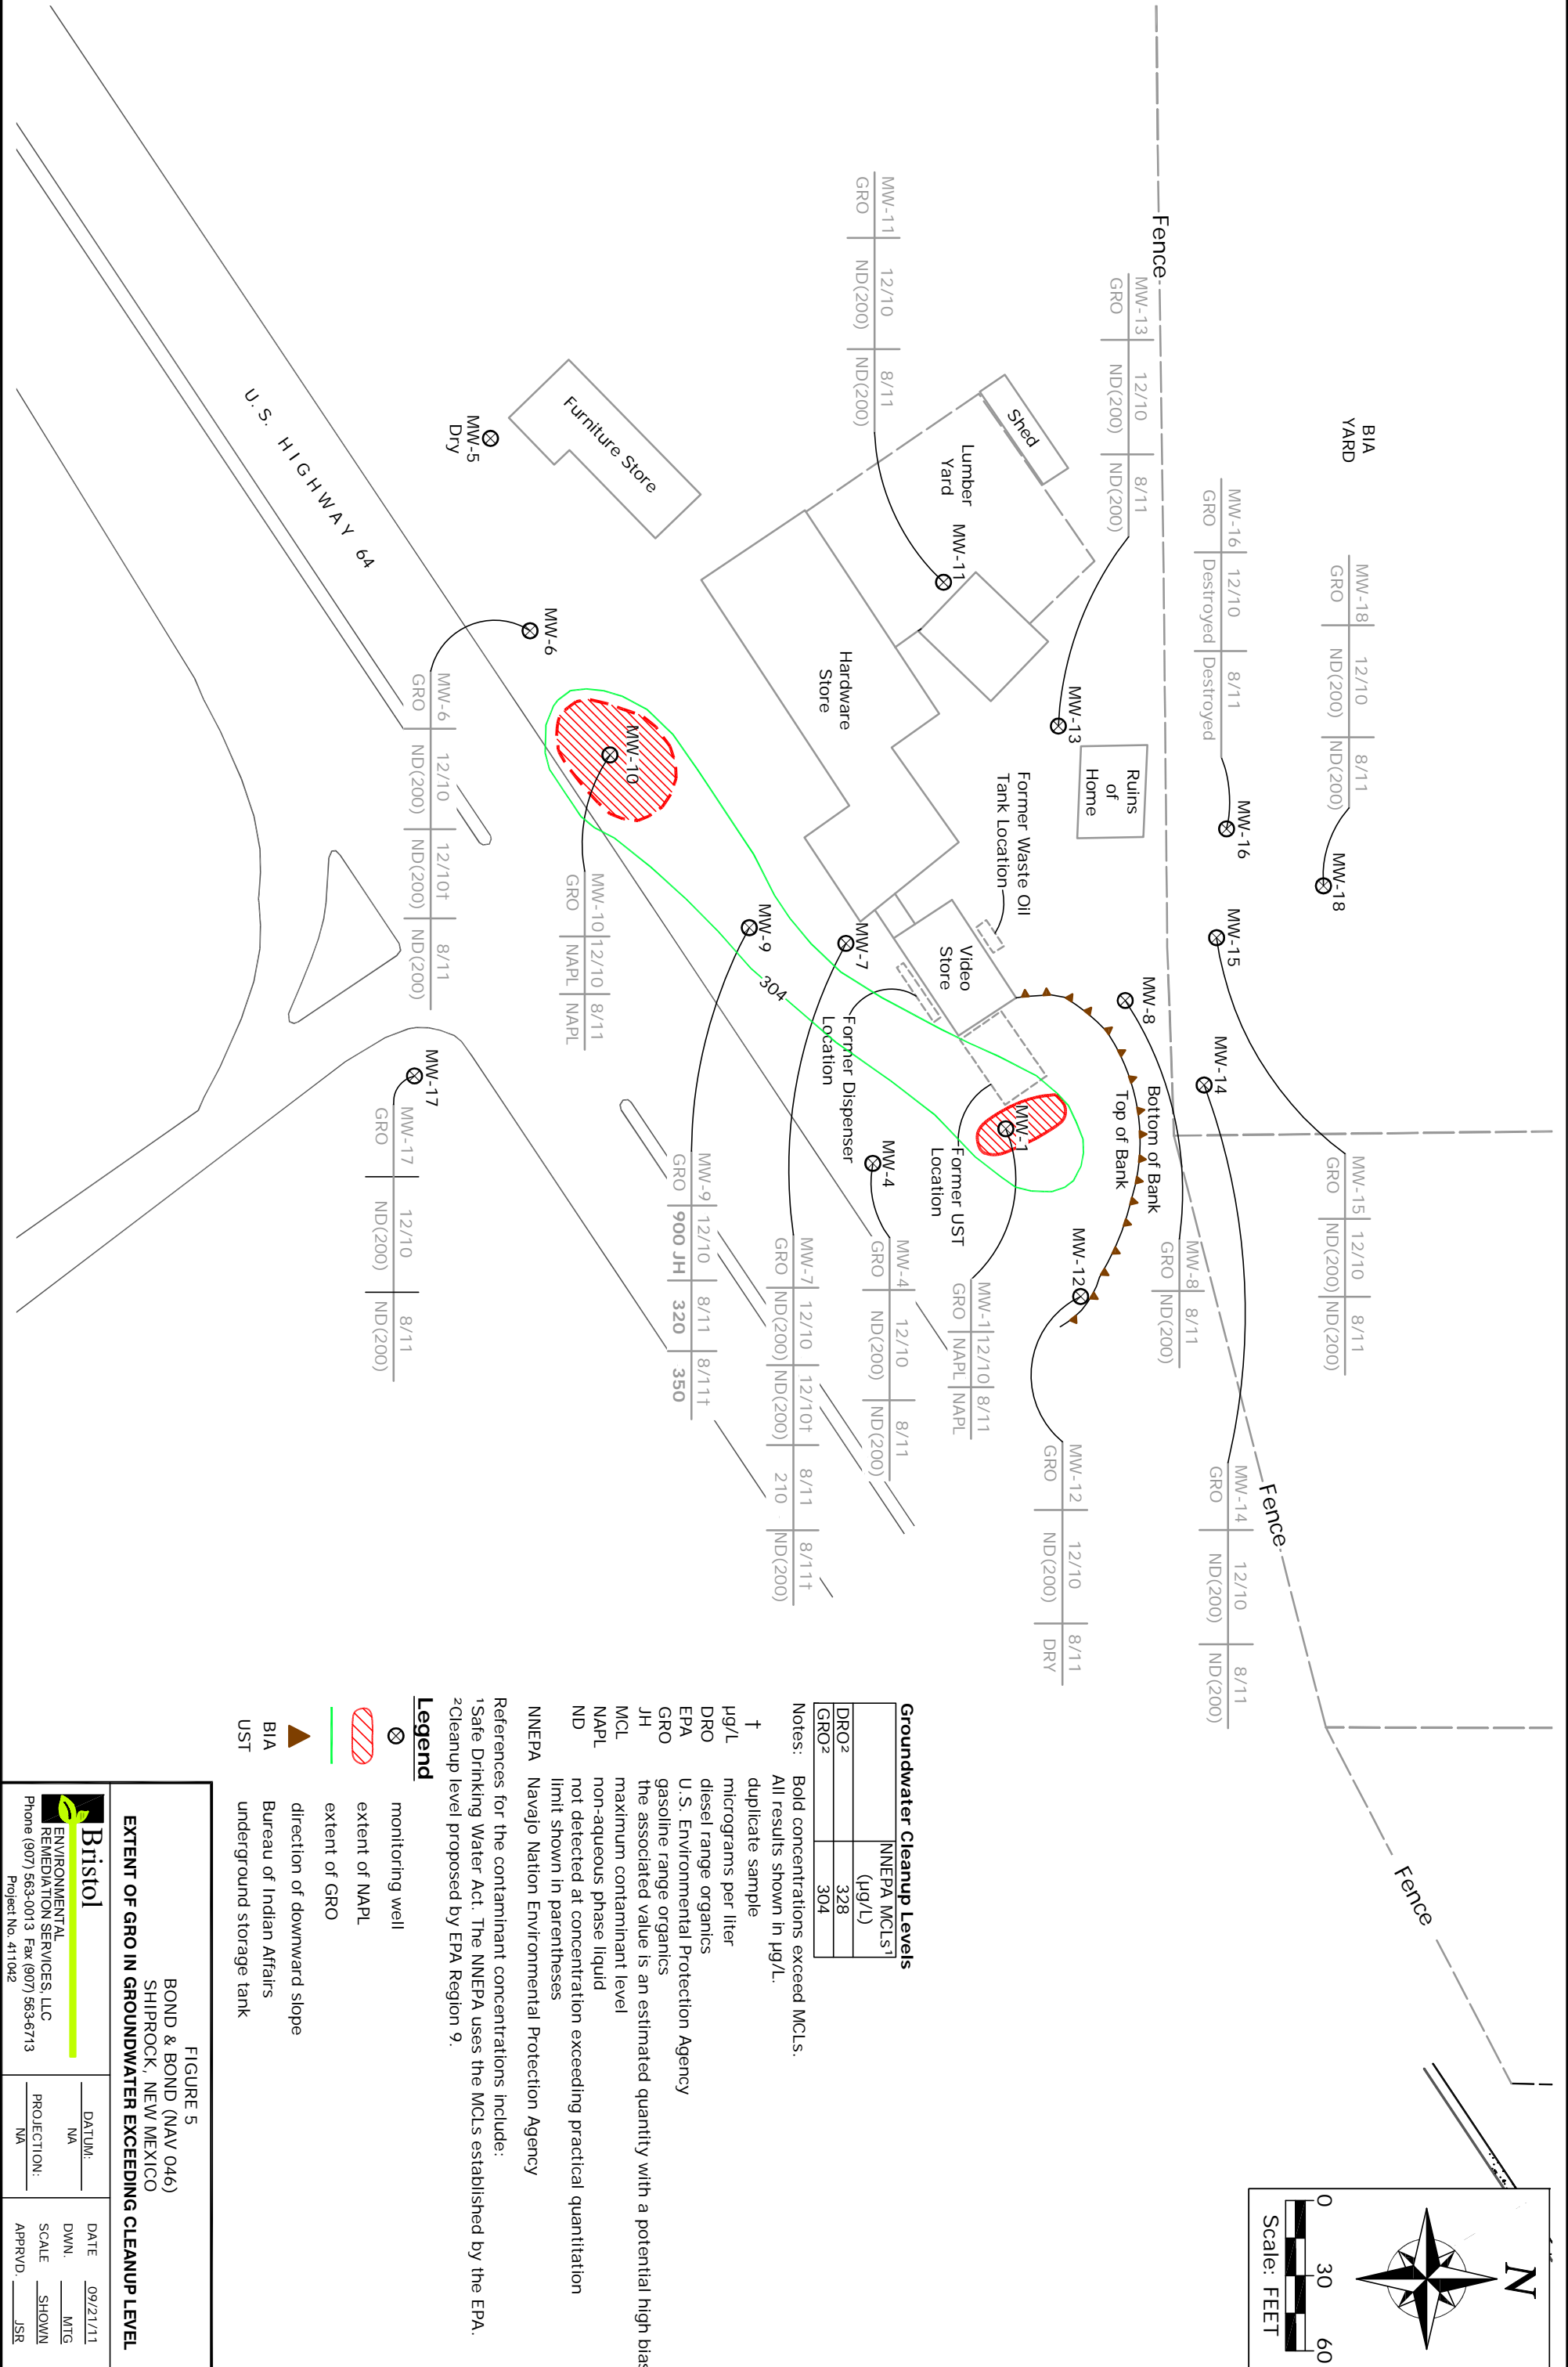 BIA
YARD
MW-18 12/10 8/11
GRO ND(200) ND(200)
MW-18
MW-16 12/10 8/11
GRO Destroyed Destroyed
MW-16
MW-15
MW-15 12/10 8/11
GRO ND(200) ND(200)
Fence
MW-13 12/10 8/11
GRO ND(200) ND(200)
MW-13
MW-14
MW-14 12/10 8/11
GRO ND(200) ND(200)
Fence
Fence
Ruins
of
Home
MW-8
MW-8 8/11
GRO ND(200)
Bottom of Bank
Top of Bank
MW-12
MW-12 12/10 8/11
GRO ND(200) DRY
Shed
Lumber
Yard
MW-11
MW-11 12/10 8/11
GRO ND(200) ND(200)
Former Waste Oil
Tank Location
Video
Store
MW-1
MW-1 12/10 8/11
GRO NAPL NAPL
Former UST
Location
Hardware
Store
MW-7
Former Dispenser
Location
MW-4
MW-4 12/10 8/11
GRO ND(200) ND(200)
MW-7 12/10 12/10† 8/11 8/11†
GRO ND(200) ND(200) 210 ND(200)
MW-9
304
MW-9 12/10 8/11 8/11†
GRO 900 JH 320 350
Furniture Store
MW-10
MW-10 12/10 8/11
GRO NAPL NAPL
MW-5
Dry
MW-6
MW-6 12/10 12/10† 8/11
GRO ND(200) ND(200) ND(200)
MW-17
MW-17 12/10 8/11
GRO ND(200) ND(200)
U.S. HIGHWAY 64
N
0 30 60
Scale: FEET
Groundwater Cleanup Levels
NNEPA MCLs¹
(µg/L)
DRO² 328
GRO² 304
Notes: Bold concentrations exceed MCLs.
All results shown in µg/L.
† duplicate sample
µg/L micrograms per liter
DRO diesel range organics
EPA U.S. Environmental Protection Agency
GRO gasoline range organics
JH the associated value is an estimated quantity with a potential high bias
MCL maximum contaminant level
NAPL non-aqueous phase liquid
ND not detected at concentration exceeding practical quantitation
limit shown in parentheses
NNEPA Navajo Nation Environmental Protection Agency
References for the contaminant concentrations include:
¹Safe Drinking Water Act. The NNEPA uses the MCLs established by the EPA.
²Cleanup level proposed by EPA Region 9.
Legend
monitoring well
extent of NAPL
extent of GRO
direction of downward slope
BIA Bureau of Indian Affairs
UST underground storage tank
FIGURE 5
BOND & BOND (NAV 046)
SHIPROCK, NEW MEXICO
EXTENT OF GRO IN GROUNDWATER EXCEEDING CLEANUP LEVEL
Bristol
ENVIRONMENTAL
REMEDIATION SERVICES, LLC
Phone (907) 563-0013 Fax (907) 563-6713
Project No. 411042
DATUM:
NA
PROJECTION:
NA
DATE 09/21/11
DWN. MTG
SCALE SHOWN
APPRVD. JSR